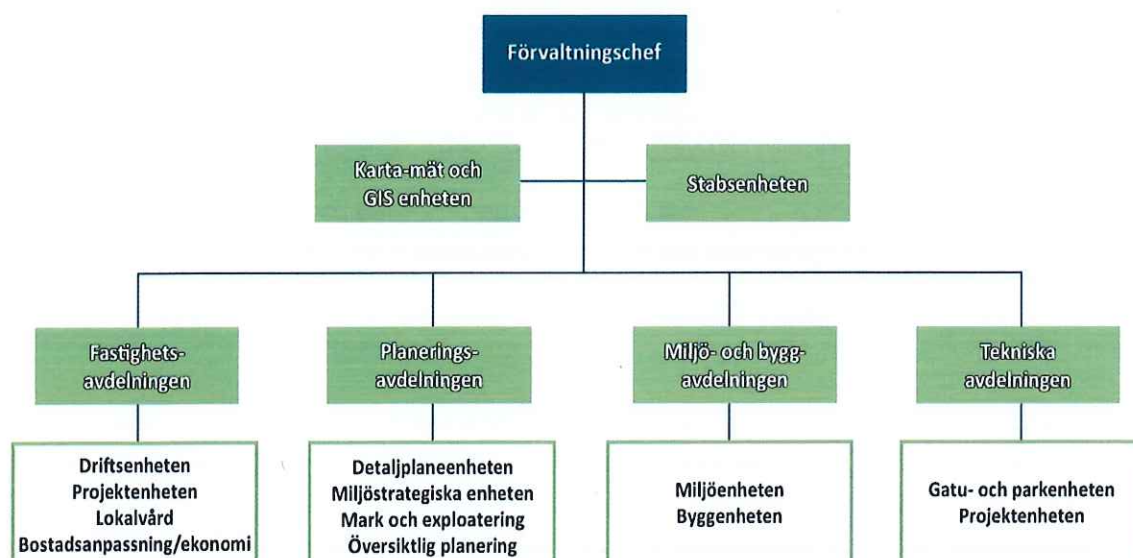 Förvaltningschef
Karta-mät och
GIS enheten
Stabsenheten
Fastighets-
avdelningen
Planerings-
avdelningen
Miljö- och bygg-
avdelningen
Tekniska
avdelningen
Driftsenheten
Projektenheten
Lokalvård
Bostadsanpassning/ekonomi
Detaljplaneenheten
Miljöstrategiska enheten
Mark och exploatering
Översiktlig planering
Miljöenheten
Byggenheten
Gatu- och parkenheten
Projektenheten